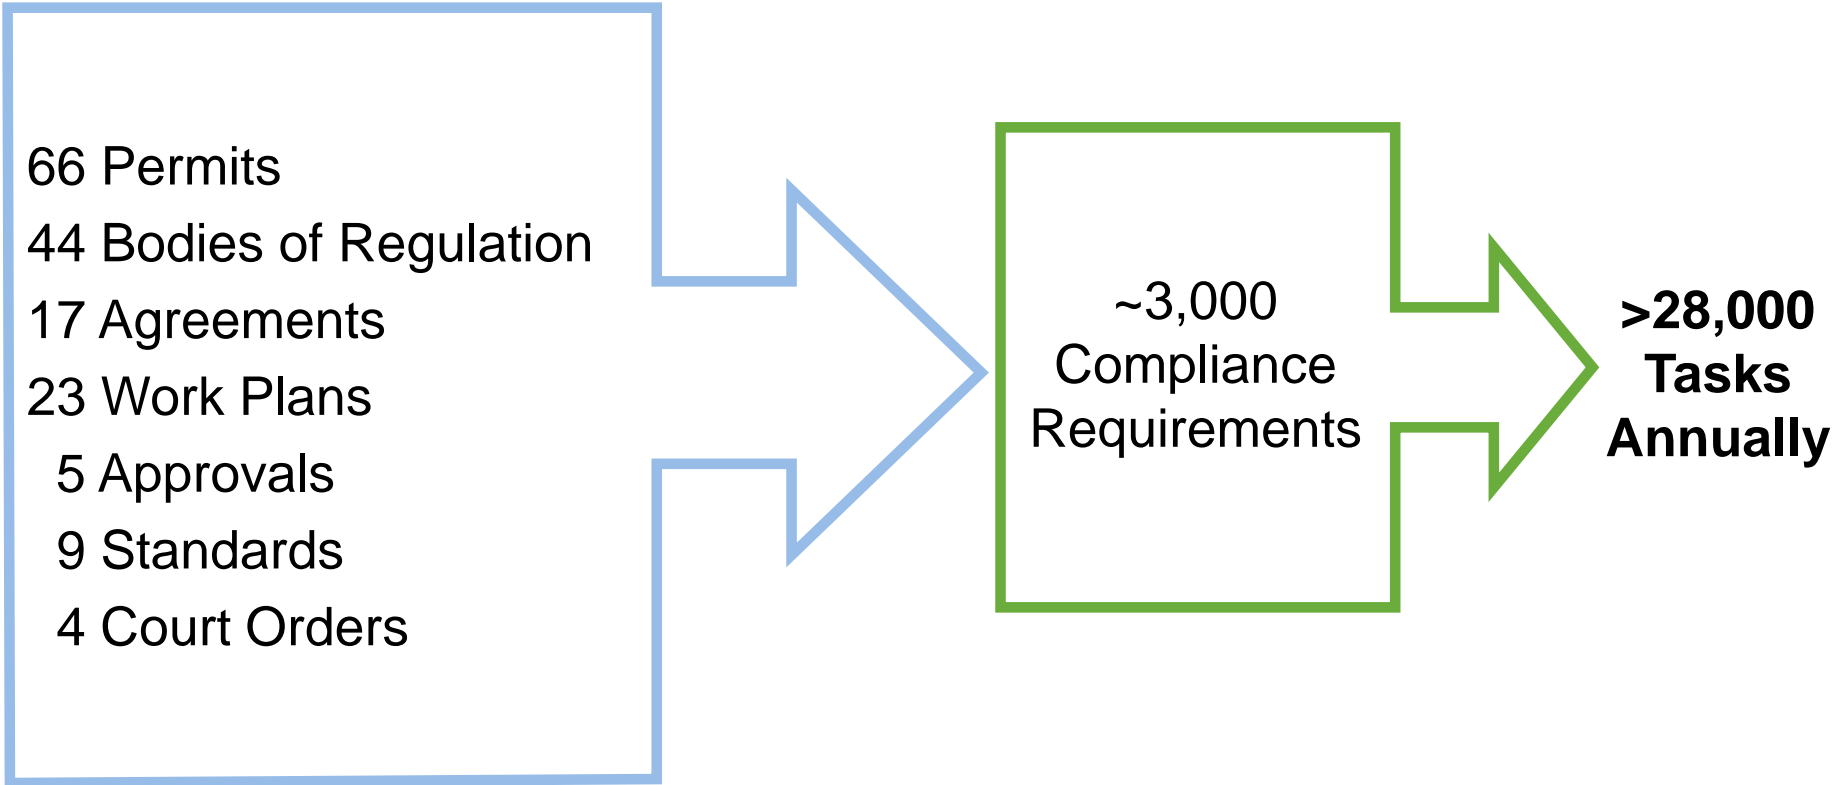 66 Permits
44 Bodies of Regulation
17 Agreements
23 Work Plans
5 Approvals
9 Standards
4 Court Orders
~3,000
Compliance
Requirements
>28,000
Tasks
Annually